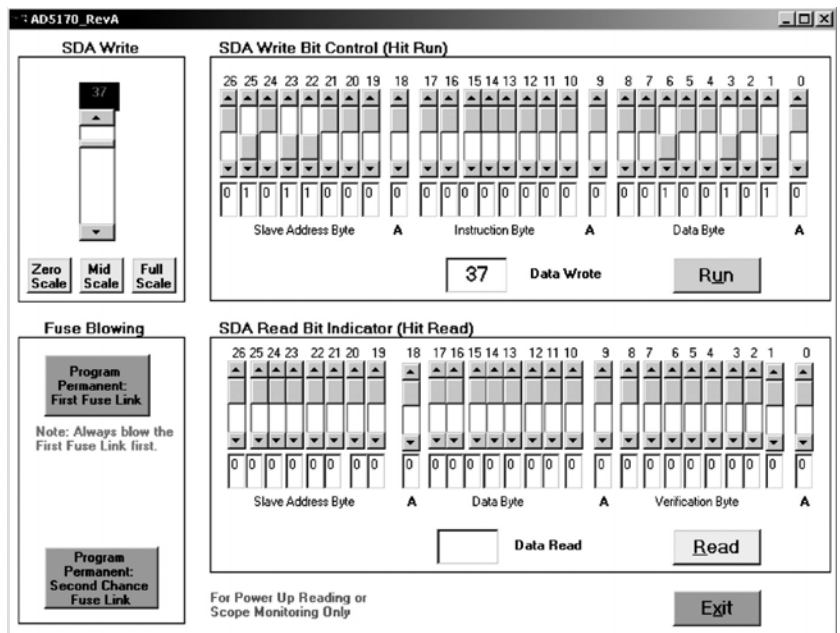 AD5170_RevA
SDA Write
37
Zero Scale
Mid Scale
Full Scale
SDA Write Bit Control (Hit Run)
26 25 24 23 22 21 20 19 18 17 16 15 14 13 12 11 10 9 8 7 6 5 4 3 2 1 0
0 1 0 1 1 0 0 0 0 0 0 0 0 0 0 0 0 0 0 0 1 0 0 1 0 1 0
Slave Address Byte A Instruction Byte A Data Byte A
37 Data Wrote Run
Fuse Blowing
Program
Permanent:
First Fuse Link
Note: Always blow the
First Fuse Link first.
Program
Permanent:
Second Chance
Fuse Link
SDA Read Bit Indicator (Hit Read)
26 25 24 23 22 21 20 19 18 17 16 15 14 13 12 11 10 9 8 7 6 5 4 3 2 1 0
0 0 0 0 0 0 0 0 0 0 0 0 0 0 0 0 0 0 0 0 0 0 0 0 0 0 0
Slave Address Byte A Data Byte A Verification Byte A
Data Read Read
For Power Up Reading or
Scope Monitoring Only
Exit